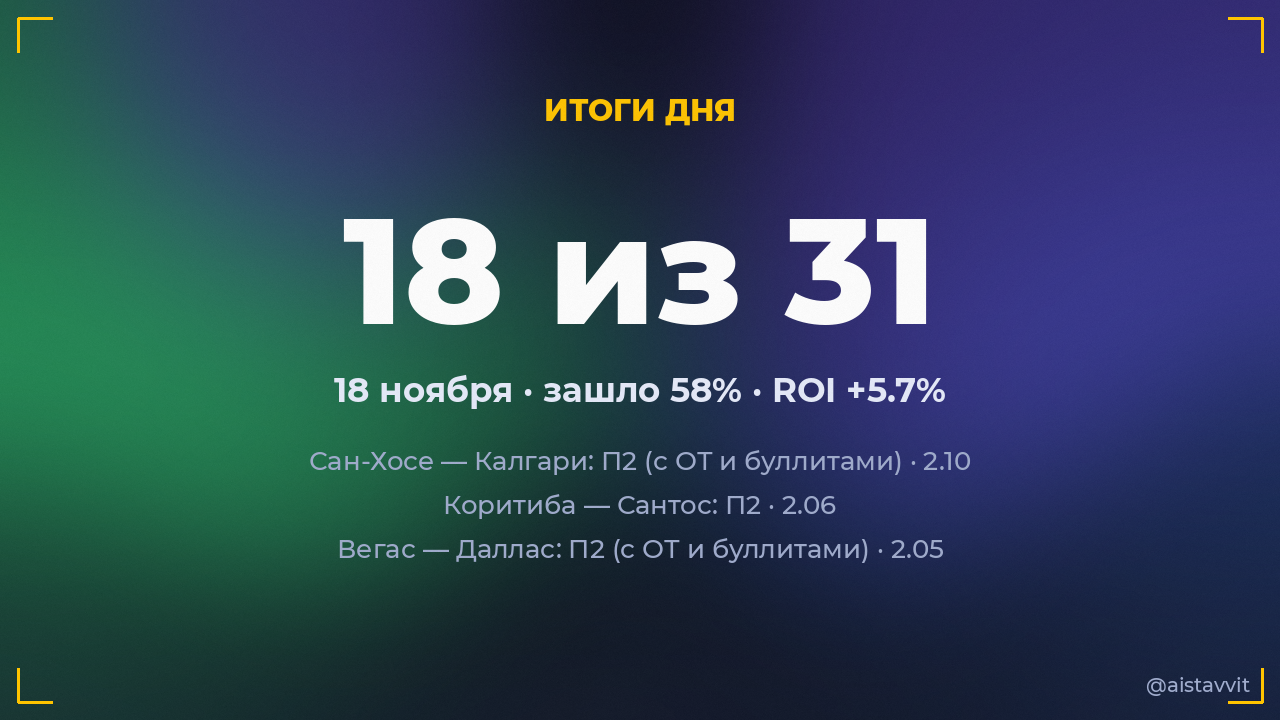 ИТОГИ ДНЯ
18 из 31
18 ноября · зашло 58% · ROI +5.7%
Сан-Хосе — Калгари: П2 (с ОТ и буллитами) · 2.10
Коритиба — Сантос: П2 · 2.06
Вегас — Даллас: П2 (с ОТ и буллитами) · 2.05
@aistavvit